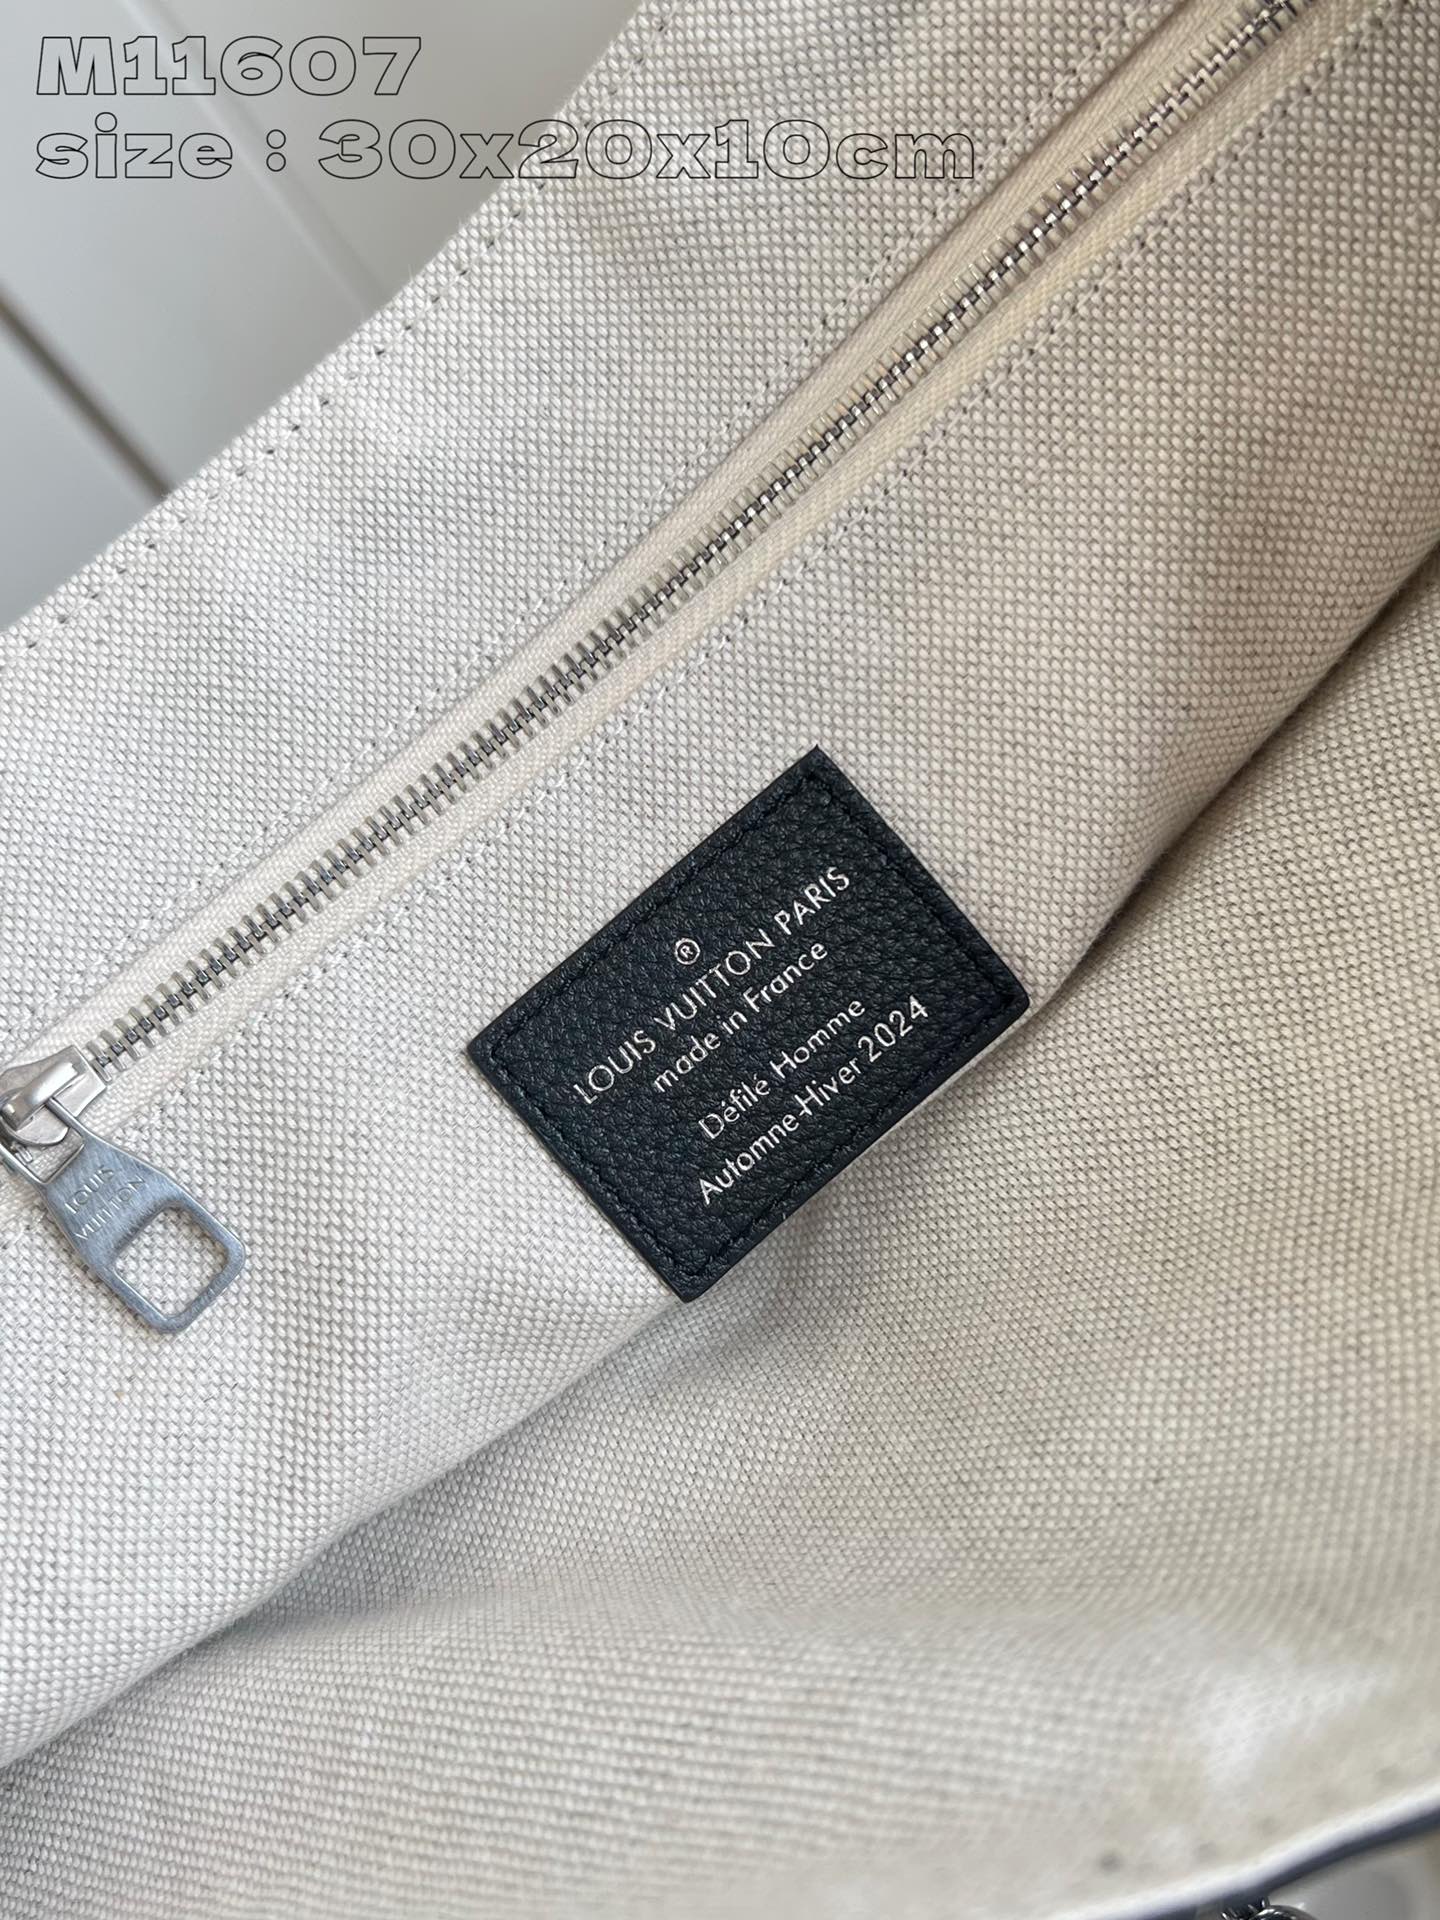 M11607
size : 30x20x10cm
®
LOUIS VUITTON PARIS
made in France
Défilé Homme
Automne-Hiver 2024
LOUIS
VUITTON